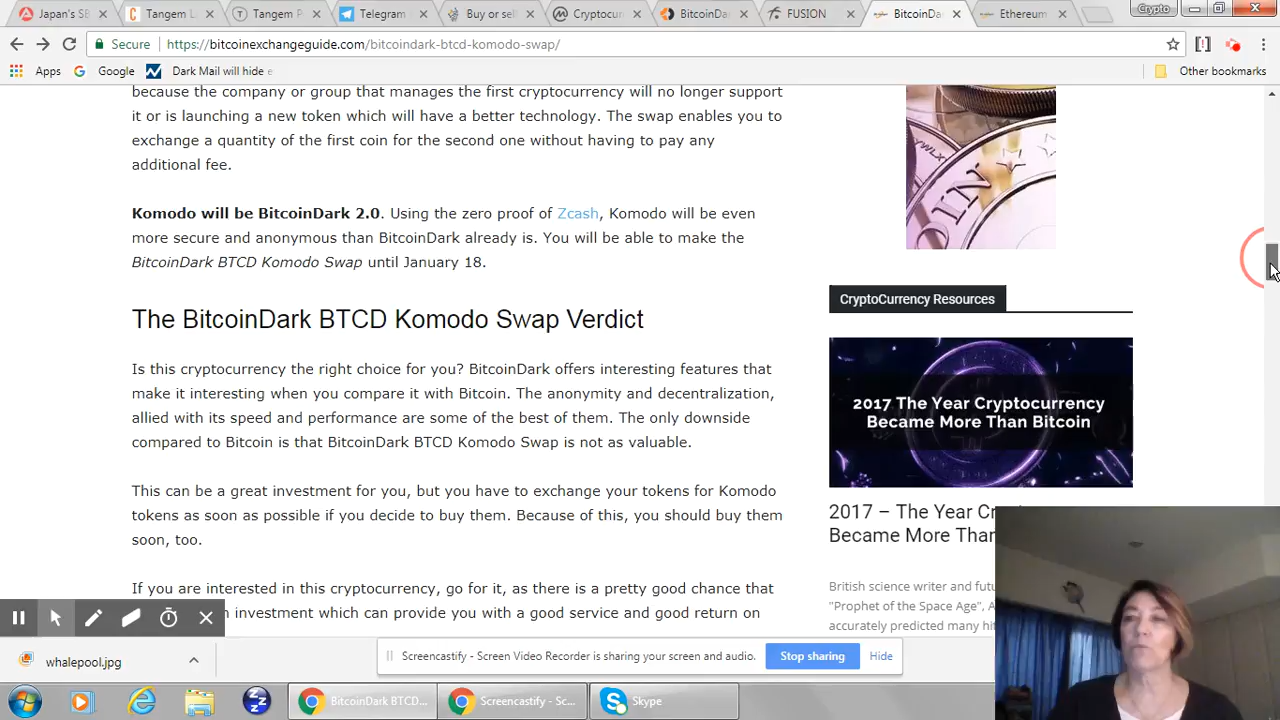 Japan's SB
Tangem L
Tangem P
Telegram
Buy or sel
Cryptocur
BitcoinDa
FUSION
BitcoinDa
Ethereum
Crypto
Secure
https://bitcoinexchangeguide.com/bitcoindark-btcd-komodo-swap/
Apps
Google
Dark Mail will hide e
Other bookmarks
because the company or group that manages the first cryptocurrency will no longer support
it or is launching a new token which will have a better technology. The swap enables you to
exchange a quantity of the first coin for the second one without having to pay any
additional fee.
Komodo will be BitcoinDark 2.0. Using the zero proof of Zcash, Komodo will be even
more secure and anonymous than BitcoinDark already is. You will be able to make the
BitcoinDark BTCD Komodo Swap until January 18.
The BitcoinDark BTCD Komodo Swap Verdict
Is this cryptocurrency the right choice for you? BitcoinDark offers interesting features that
make it interesting when you compare it with Bitcoin. The anonymity and decentralization,
allied with its speed and performance are some of the best of them. The only downside
compared to Bitcoin is that BitcoinDark BTCD Komodo Swap is not as valuable.
This can be a great investment for you, but you have to exchange your tokens for Komodo
tokens as soon as possible if you decide to buy them. Because of this, you should buy them
soon, too.
If you are interested in this cryptocurrency, go for it, as there is a pretty good chance that
investment which can provide you with a good service and good return on
CryptoCurrency Resources
2017 The Year Cryptocurrency
Became More Than Bitcoin
2017 – The Year Cr
Became More Than
British science writer and futu
"Prophet of the Space Age", A
accurately predicted many hi
Screencastify - Screen Video Recorder is sharing your screen and audio.
Stop sharing
Hide
whalepool.jpg
BitcoinDark BTCD...
Screencastify - Sc...
Skype